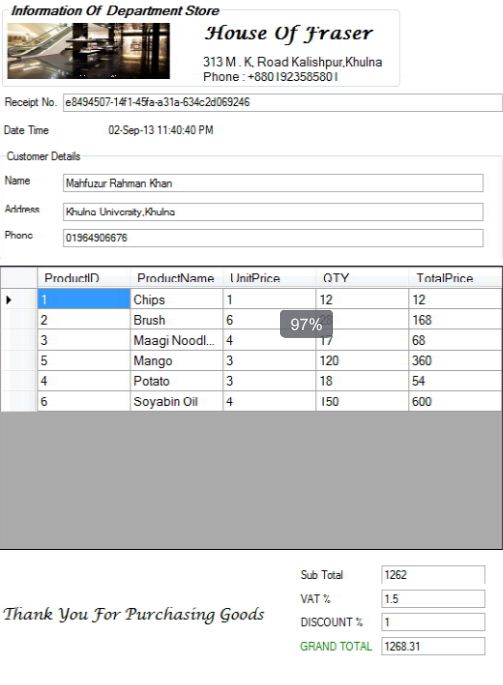 Information Of Department Store
House Of Fraser
313 M . K, Road Kalishpur,Khulna
Phone : +8801923585801
Receipt No. e8494507-14f1-45fa-a31a-634c2d069246
Date Time 02-Sep-13 11:40:40 PM
Customer Details
Name Mahfuzur Rahman Khan
Address Khulna University,Khulna
Phone 01964906676
ProductID ProductName UnitPrice QTY TotalPrice
1 Chips 1 12 12
2 Brush 6 168
97%
3 Maagi Noodl... 4 17 68
5 Mango 3 120 360
4 Potato 3 18 54
6 Soyabin Oil 4 150 600
Sub Total 1262
VAT % 1.5
Thank You For Purchasing Goods
DISCOUNT % 1
GRAND TOTAL 1268.31